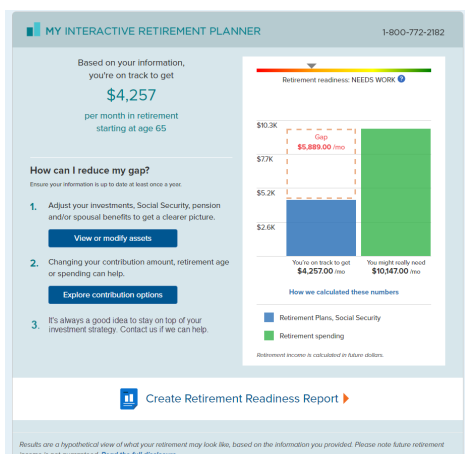 MY INTERACTIVE RETIREMENT PLANNER
1-800-772-2182
Based on your information,
you're on track to get
$4,257
per month in retirement
starting at age 65
How can I reduce my gap?
Ensure your information is up to date at least once a year.
1. Adjust your investments, Social Security, pension
and/or spousal benefits to get a clearer picture.
View or modify assets
2. Changing your contribution amount, retirement age
or spending can help.
Explore contribution options
3. It's always a good idea to stay on top of your
investment strategy. Contact us if we can help.
Retirement readiness: NEEDS WORK ?
$10.3K
$7.7K
$5.2K
$2.6K
Gap
$5,889.00 /mo
You're on track to get
$4,257.00 /mo
You might really need
$10,147.00 /mo
How we calculated these numbers
Retirement Plans, Social Security
Retirement spending
Retirement income is calculated in future dollars.
Create Retirement Readiness Report
Results are a hypothetical view of what your retirement may look like, based on the information you provided. Please note future retirement